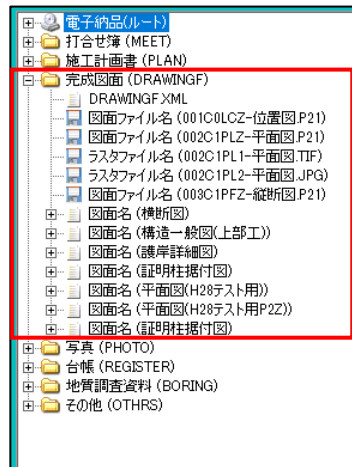 電子納品(ルート)
打合せ簿 (MEET)
施工計画書 (PLAN)
完成図面 (DRAWINGF)
DRAWINGF.XML
図面ファイル名 (001C0LCZ-位置図.P21)
図面ファイル名 (002C1PLZ-平面図.P21)
ラスタファイル名 (002C1PL1-平面図.TIF)
ラスタファイル名 (002C1PL2-平面図.JPG)
図面ファイル名 (003C1PFZ-縦断図.P21)
図面名 (横断図)
図面名 (構造一般図(上部工))
図面名 (護岸詳細図)
図面名 (証明柱据付図)
図面名 (平面図(H28テスト用))
図面名 (平面図(H28テスト用P2Z))
図面名 (証明柱据付図)
写真 (PHOTO)
台帳 (REGISTER)
地質調査資料 (BORING)
その他 (OTHRS)